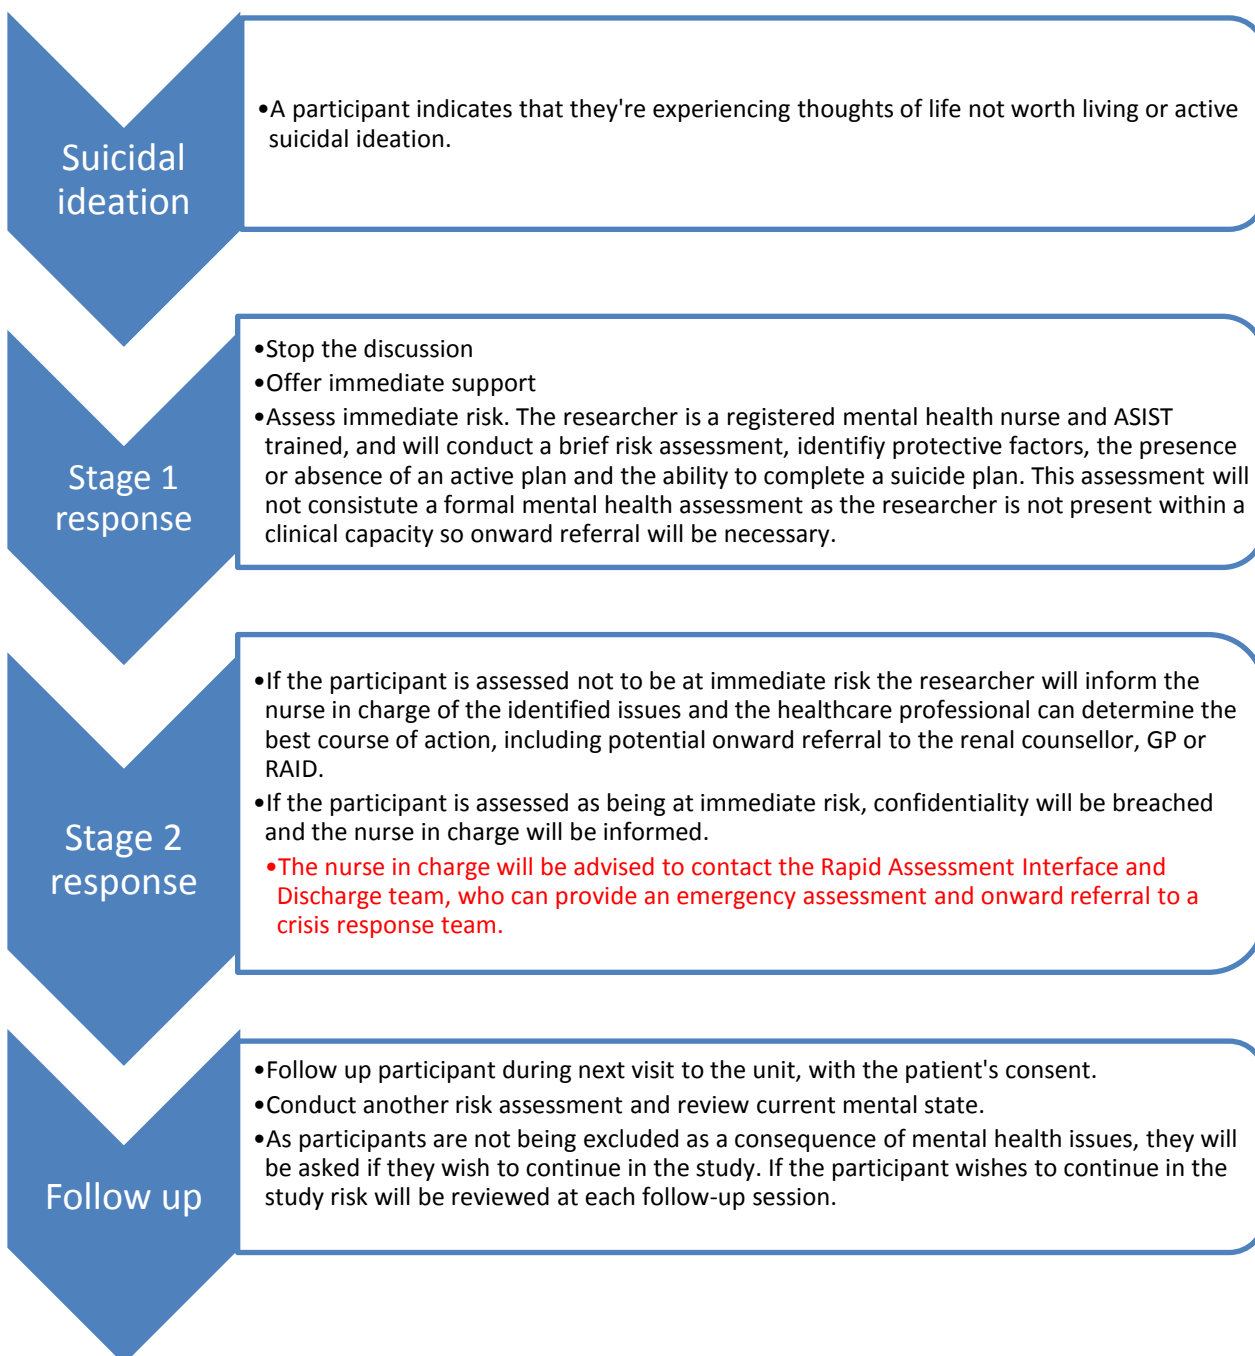 Suicidal
ideation
•A participant indicates that they're experiencing thoughts of life not worth living or active
suicidal ideation.
Stage 1
response
•Stop the discussion
•Offer immediate support
•Assess immediate risk. The researcher is a registered mental health nurse and ASIST
trained, and will conduct a brief risk assessment, identifiy protective factors, the presence
or absence of an active plan and the ability to complete a suicide plan. This assessment will
not consistute a formal mental health assessment as the researcher is not present within a
clinical capacity so onward referral will be necessary.
Stage 2
response
•If the participant is assessed not to be at immediate risk the researcher will inform the
nurse in charge of the identified issues and the healthcare professional can determine the
best course of action, including potential onward referral to the renal counsellor, GP or
RAID.
•If the participant is assessed as being at immediate risk, confidentiality will be breached
and the nurse in charge will be informed.
•The nurse in charge will be advised to contact the Rapid Assessment Interface and
Discharge team, who can provide an emergency assessment and onward referral to a
crisis response team.
Follow up
•Follow up participant during next visit to the unit, with the patient's consent.
•Conduct another risk assessment and review current mental state.
•As participants are not being excluded as a consequence of mental health issues, they will
be asked if they wish to continue in the study. If the participant wishes to continue in the
study risk will be reviewed at each follow-up session.